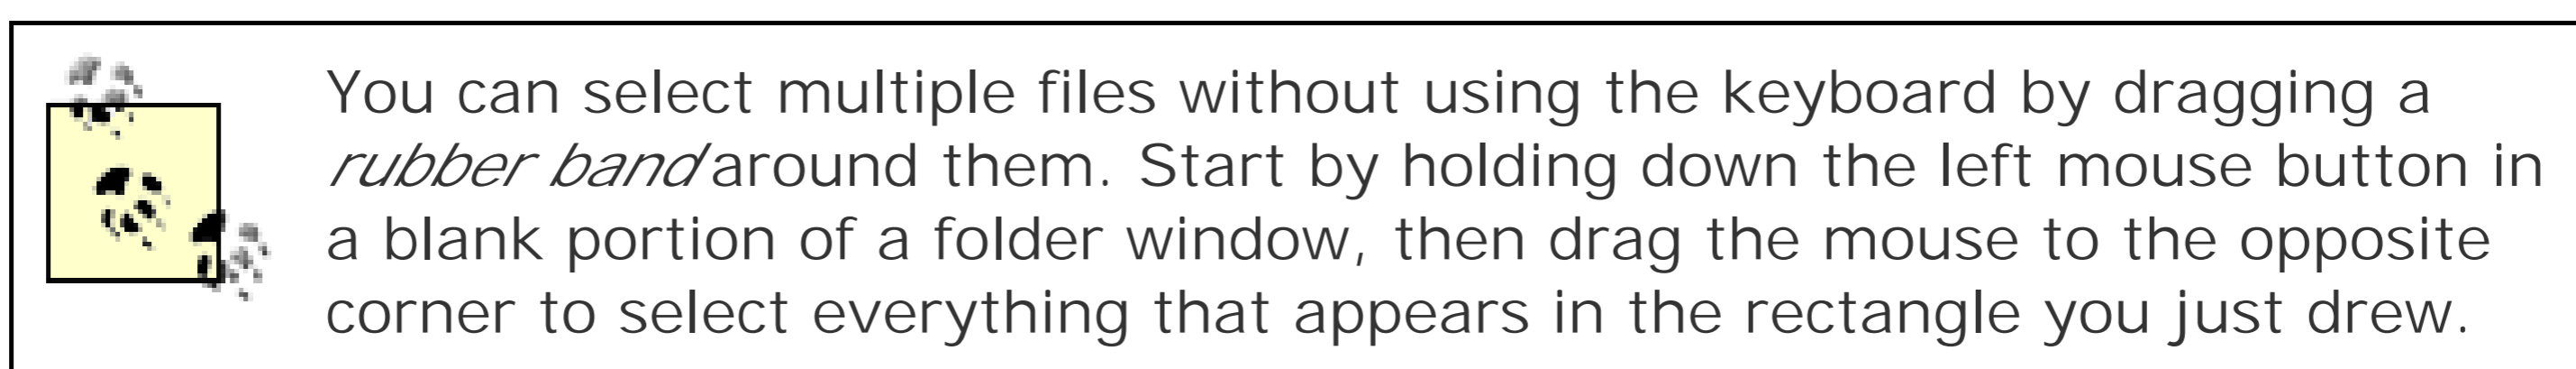 You can select multiple files without using the keyboard by dragging a
rubber band around them. Start by holding down the left mouse button in
a blank portion of a folder window, then drag the mouse to the opposite
corner to select everything that appears in the rectangle you just drew.